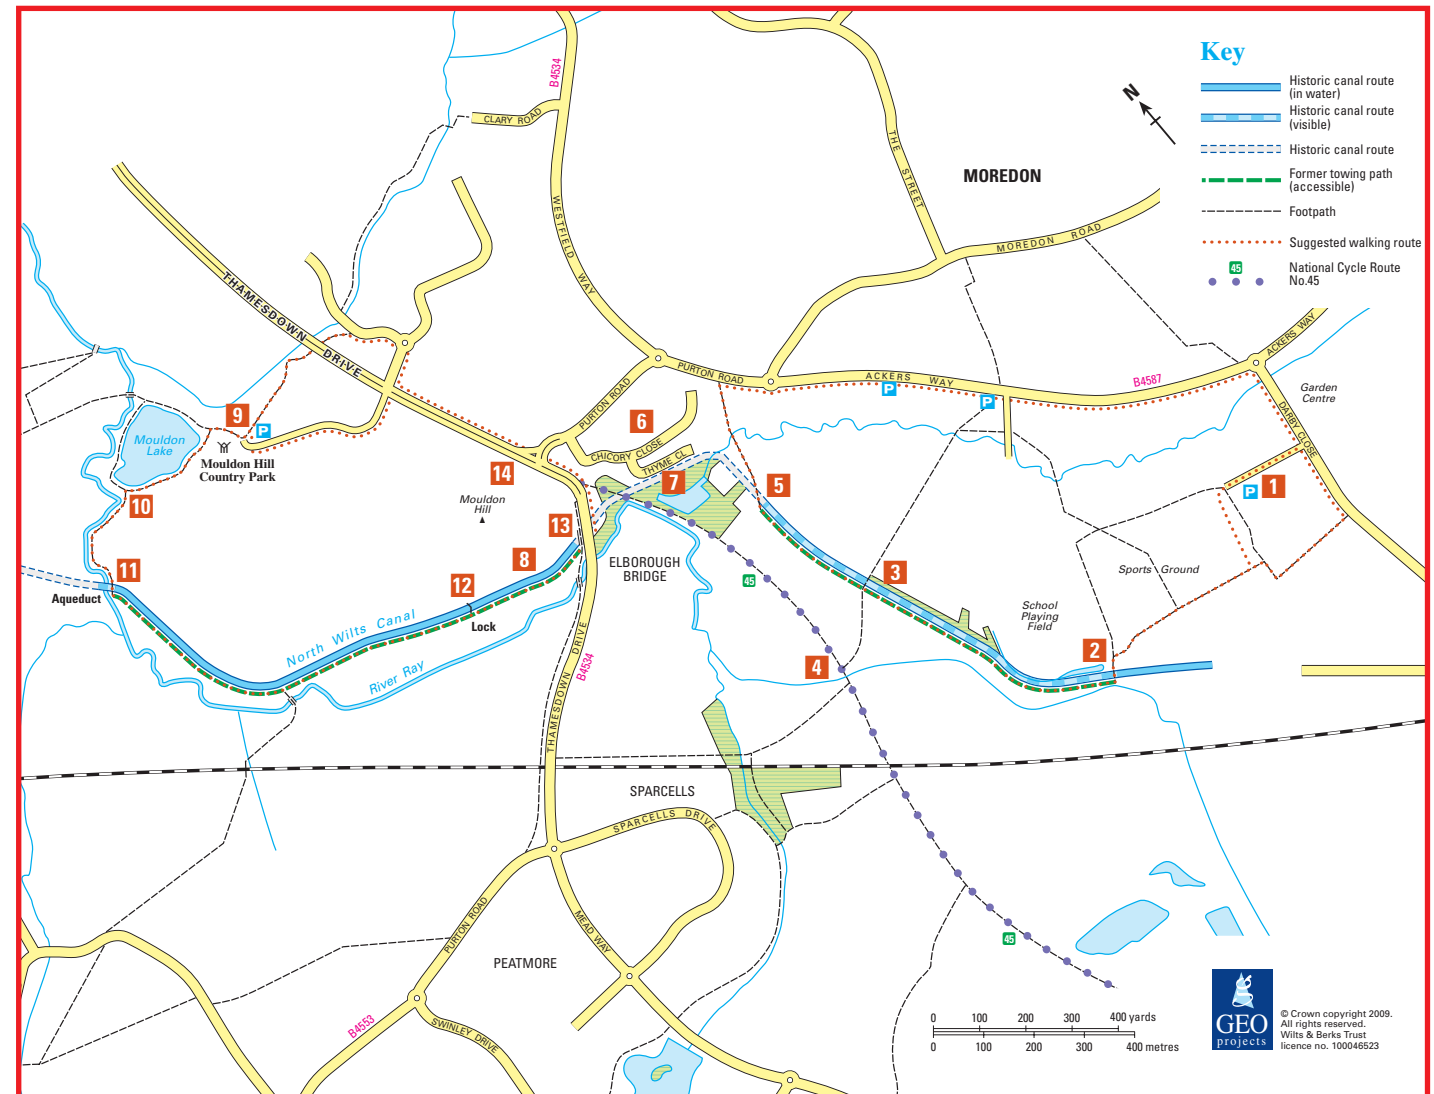 Key
Historic canal route
(in water)
Historic canal route
(visible)
Historic canal route
Former towing path
(accessible)
Footpath
Suggested walking route
45
National Cycle Route
No.45
N
B4534
CLARY ROAD
THE STREET
MOREDON
WESTFIELD WAY
MOREDON ROAD
THAMESDOWN DRIVE
ACKERS WAY
PURTON ROAD
ACKERS WAY
B4587
P
P
Garden
Centre
DARBY CLOSE
PURTON ROAD
6
9
P
Mouldon
Lake
Mouldon Hill
Country Park
CHICORY CLOSE
THYME CL
14
7
5
P
1
10
Mouldon
Hill
13
ELBOROUGH
BRIDGE
8
11
12
3
45
Sports Ground
Aqueduct
Lock
School
Playing
Field
North Wilts Canal
River Ray
2
4
THAMESDOWN DRIVE
B4534
SPARCELLS
SPARCELLS DRIVE
PURTON ROAD
MEAD WAY
45
PEATMORE
B4553
SWINLEY DRIVE
0 100 200 300 400 yards
0 100 200 300 400 metres
GEO
projects
© Crown copyright 2009.
All rights reserved.
Wilts & Berks Trust
licence no. 100046523